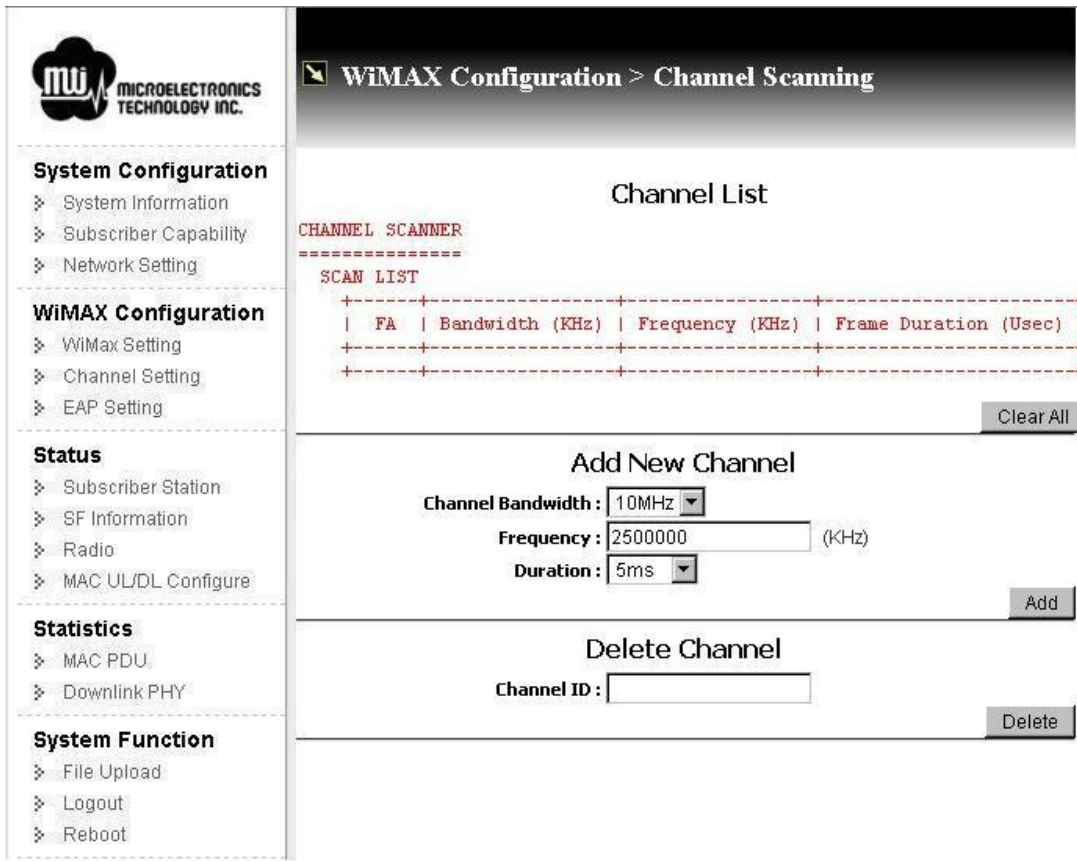 mti MICROELECTRONICS
TECHNOLOGY INC.
System Configuration
System Information
Subscriber Capability
Network Setting
WiMAX Configuration
WiMax Setting
Channel Setting
EAP Setting
Status
Subscriber Station
SF Information
Radio
MAC UL/DL Configure
Statistics
MAC PDU
Downlink PHY
System Function
File Upload
Logout
Reboot
WiMAX Configuration > Channel Scanning
Channel List
CHANNEL SCANNER
===============
SCAN LIST
+------+-----------------+-----------------+-----------------------
| FA | Bandwidth (KHz) | Frequency (KHz) | Frame Duration (Usec)
+------+-----------------+-----------------+-----------------------
+------+-----------------+-----------------+-----------------------
Clear All
Add New Channel
Channel Bandwidth : 10MHz
Frequency : 2500000 (KHz)
Duration : 5ms
Add
Delete Channel
Channel ID :
Delete